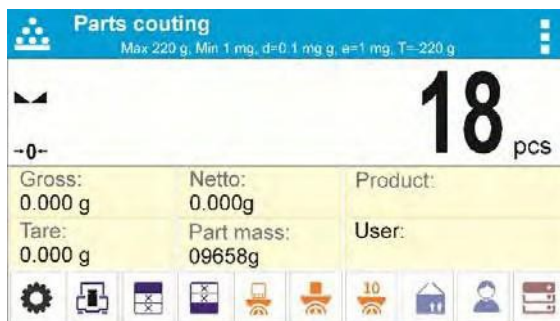 Parts couting
Max 220 g, Min 1 mg, d=0.1 mg g, e=1 mg, T=-220 g
→0←
18 pcs
Gross: Netto: Product:
0.000 g 0.000g
Tare: Part mass: User:
0.000 g 09658g
10